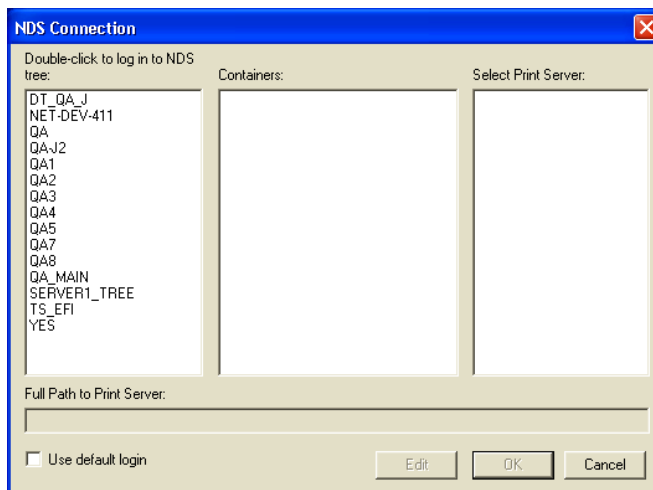 NDS Connection
Double-click to log in to NDS
tree:
Containers:
Select Print Server:
DT_QA_J
NET-DEV-411
QA
QA-J2
QA1
QA2
QA3
QA4
QA5
QA7
QA8
QA_MAIN
SERVER1_TREE
TS_EFI
YES
Full Path to Print Server:
Use default login
Edit
OK
Cancel